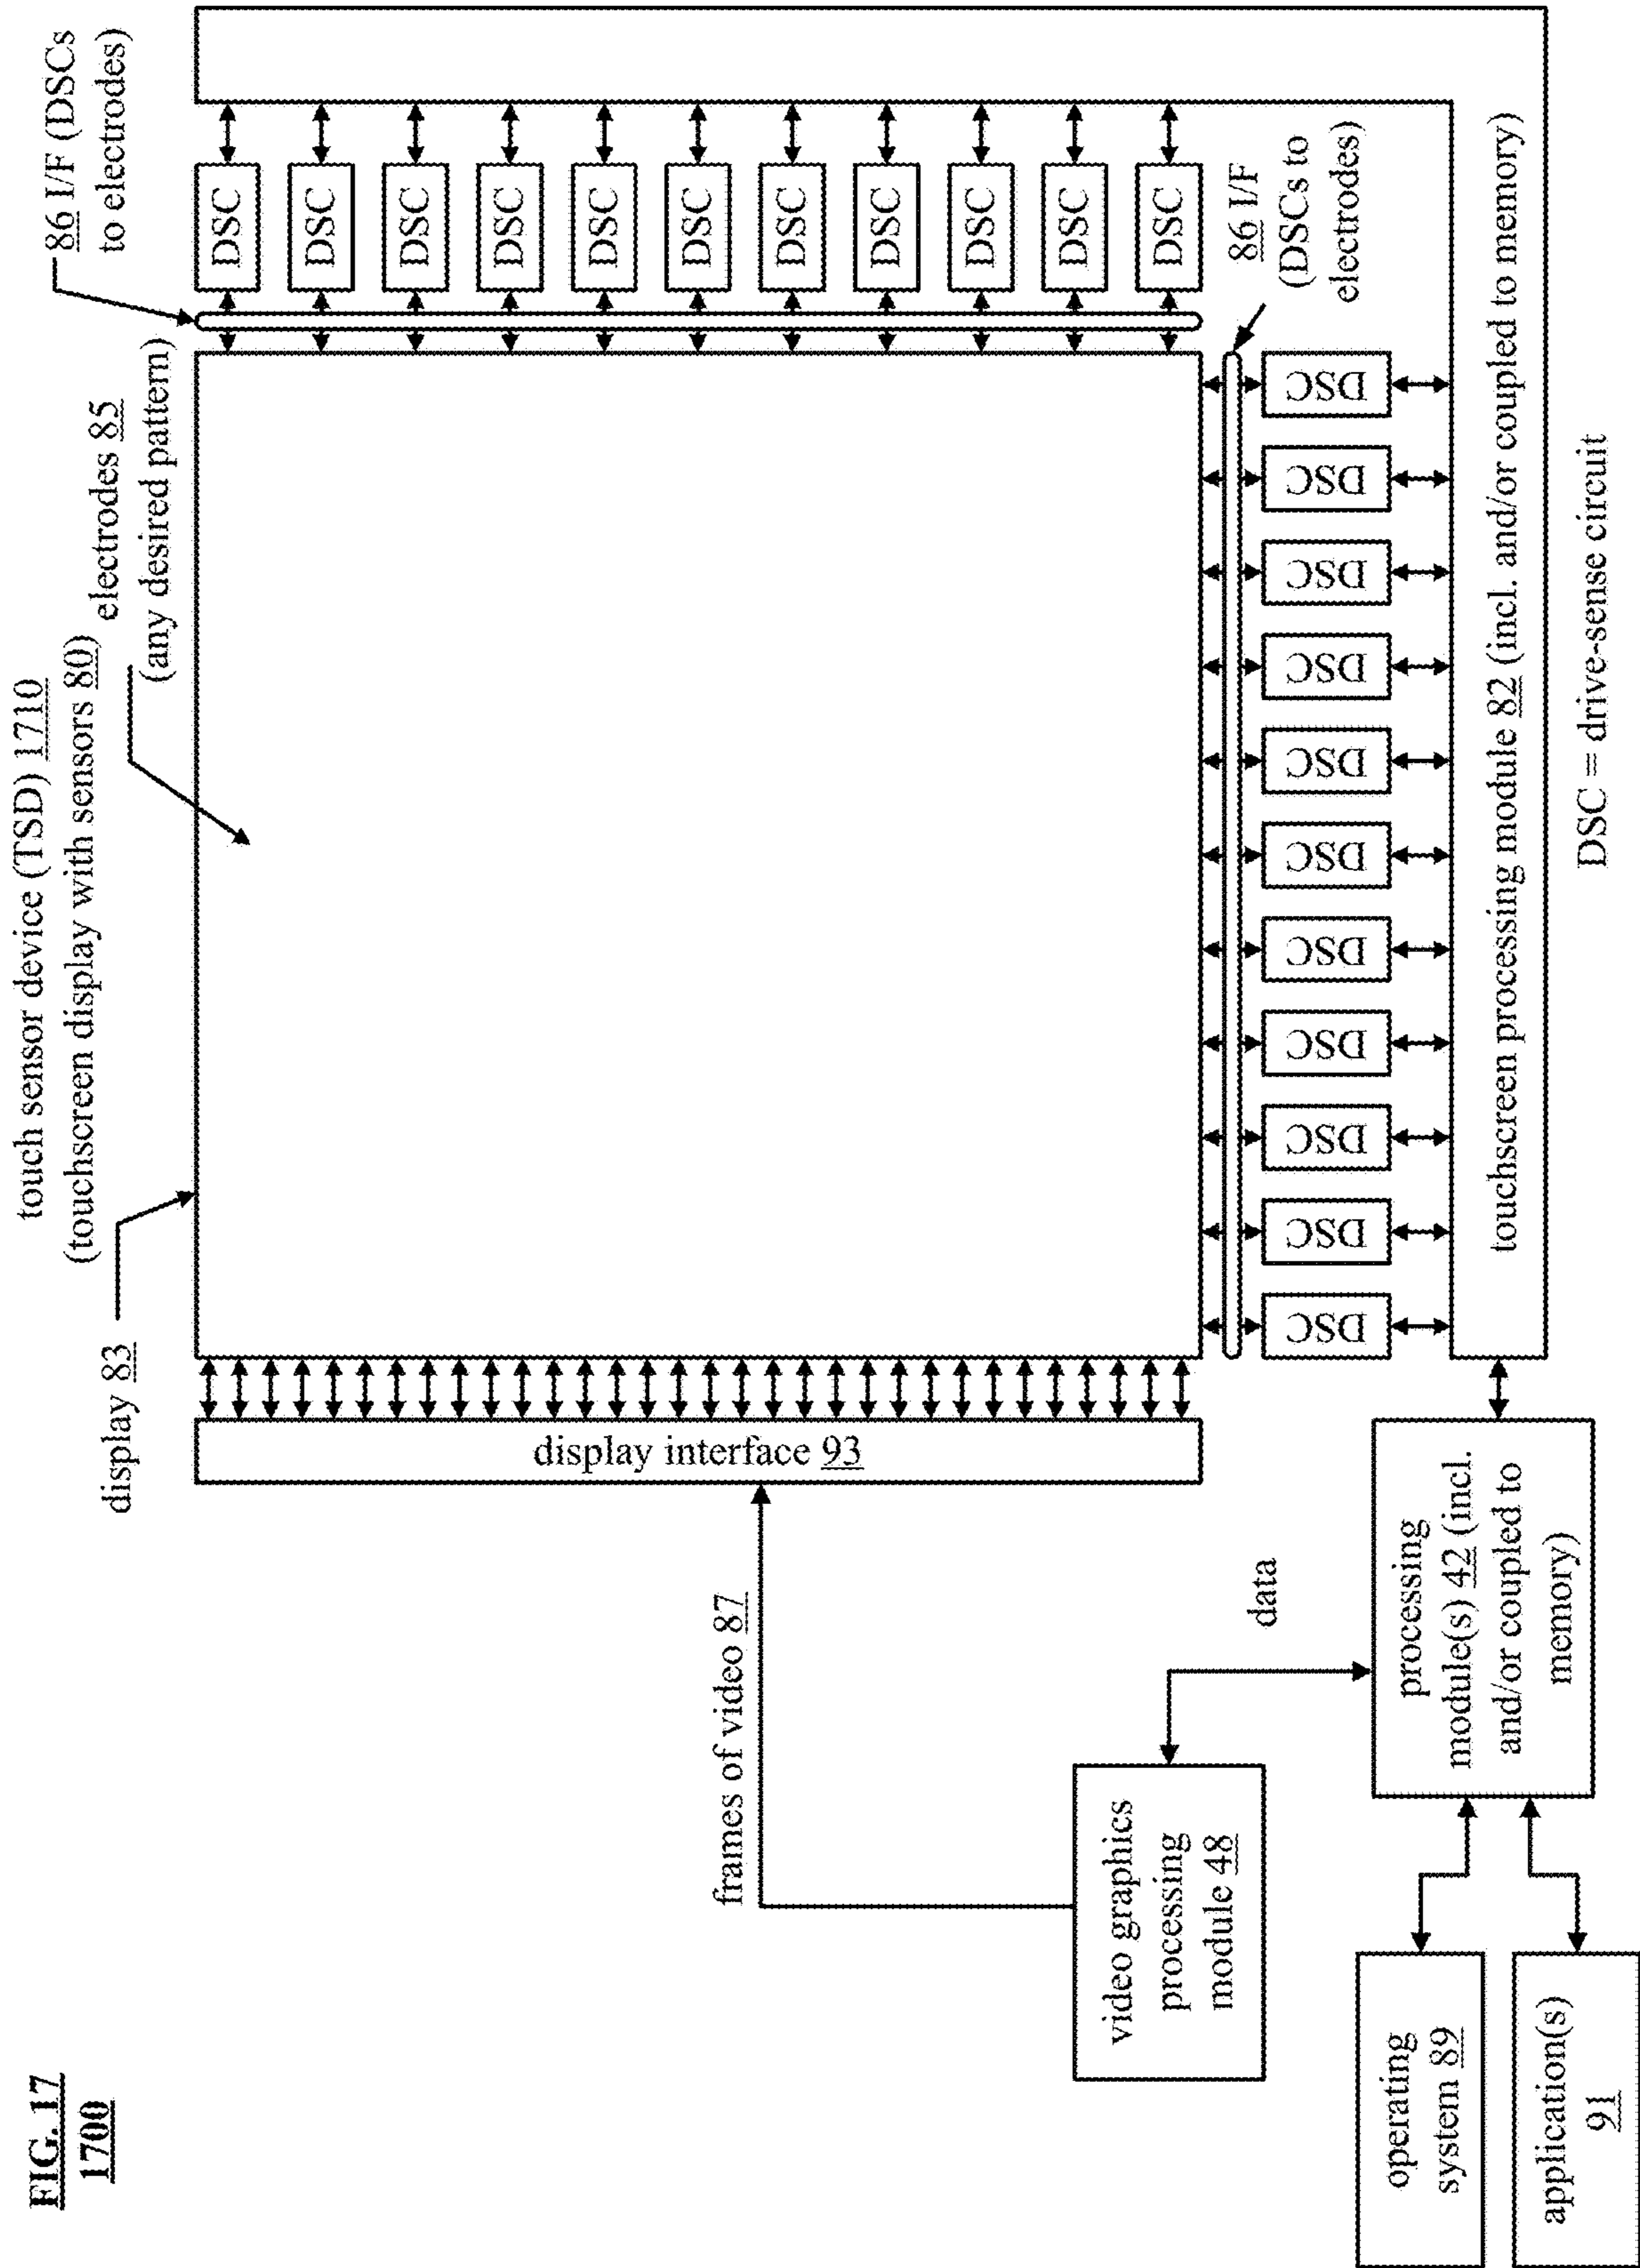 FIG. 17
1700
touch sensor device (TSD) 1710
(touchscreen display with sensors 80)
display 83
electrodes 85
(any desired pattern)
86 I/F (DSCs
to electrodes)
display interface 93
frames of video 87
DSC
DSC
DSC
DSC
DSC
DSC
DSC
DSC
DSC
DSC
DSC
86 I/F
(DSCs to
electrodes)
DSC
DSC
DSC
DSC
DSC
DSC
DSC
DSC
DSC
DSC
DSC
video graphics
processing
module 48
data
processing
module(s) 42 (incl.
and/or coupled to
memory)
operating
system 89
application(s)
91
touchscreen processing module 82 (incl. and/or coupled to memory)
DSC = drive-sense circuit